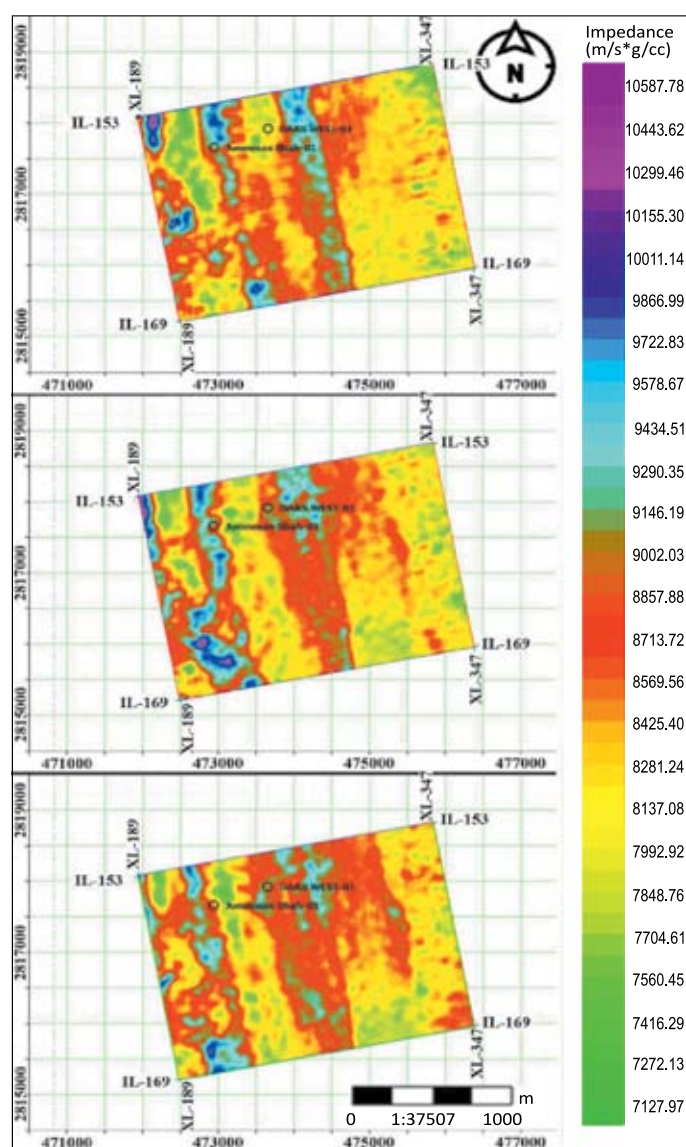 Impedance
(m/s*g/cc)
10587.78
10443.62
10299.46
10155.30
10011.14
9866.99
9722.83
9578.67
9434.51
9290.35
9146.19
9002.03
8857.88
8713.72
8569.56
8425.40
8281.24
8137.08
7992.92
7848.76
7704.61
7560.45
7416.29
7272.13
7127.97
N
XL-189
XL-347
IL-153
IL-153
IL-169
IL-169
XL-189
XL-347
2819000
2817000
2815000
471000 473000 475000 477000
XL-189
XL-347
IL-153
IL-153
IL-169
IL-169
XL-189
XL-347
2819000
2817000
2815000
471000 473000 475000 477000
XL-189
XL-347
IL-153
IL-153
IL-169
IL-169
XL-189
XL-347
2819000
2817000
2815000
471000 473000 475000 477000
m
0 1:37507 1000